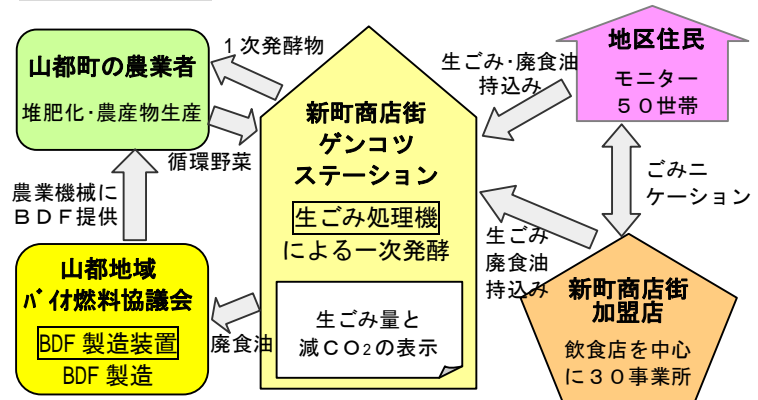 山都町の農業者
堆肥化・農産物生産
1次発酵物
循環野菜
農業機械に
BDF提供
山都地域
バイオ燃料協議会
BDF 製造装置
BDF 製造
廃食油
新町商店街
ゲンコツ
ステーション
生ごみ処理機
による一次発酵
生ごみ量と
減CO2の表示
生ごみ・廃食油
持込み
地区住民
モニター
50世帯
ごみニ
ケーション
生ごみ
廃食油
持込み
新町商店街
加盟店
飲食店を中心
に30事業所